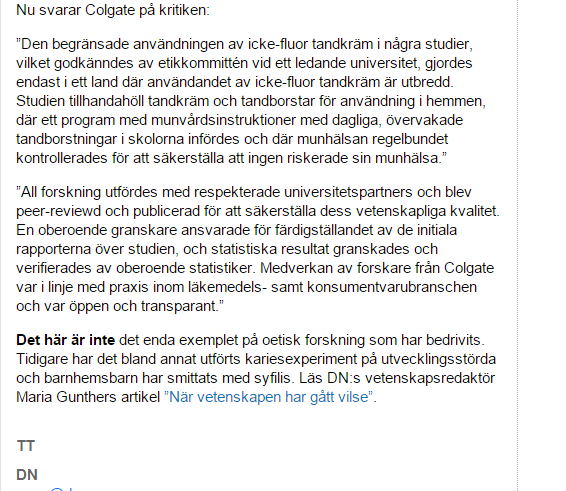 Nu svarar Colgate på kritiken:
”Den begränsade användningen av icke-fluor tandkräm i några studier,
vilket godkänndes av etikkommittén vid ett ledande universitet, gjordes
endast i ett land där användandet av icke-fluor tandkräm är utbredd.
Studien tillhandahöll tandkräm och tandborstar för användning i hemmen,
där ett program med munvårdsinstruktioner med dagliga, övervakade
tandborstningar i skolorna infördes och där munhälsan regelbundet
kontrollerades för att säkerställa att ingen riskerade sin munhälsa.”
”All forskning utfördes med respekterade universitetspartners och blev
peer-reviewd och publicerad för att säkerställa dess vetenskapliga kvalitet.
En oberoende granskare ansvarade för färdigställandet av de initiala
rapporterna över studien, och statistiska resultat granskades och
verifierades av oberoende statistiker. Medverkan av forskare från Colgate
var i linje med praxis inom läkemedels- samt konsumentvarubranschen
och var öppen och transparant.”
Det här är inte det enda exemplet på oetisk forskning som har bedrivits.
Tidigare har det bland annat utförts kariesexperiment på utvecklingsstörda
och barnhemsbarn har smittats med syfilis. Läs DN:s vetenskapsredaktör
Maria Gunthers artikel ”När vetenskapen har gått vilse”.
TT
DN